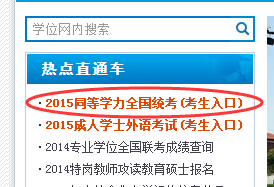 学位网内搜索
热点直通车
· 2015同等学力全国统考(考生入口)
· 2015成人学士外语考试(考生入口)
· 2014专业学位全国联考成绩查询
· 2014特岗教师攻读教育硕士报名